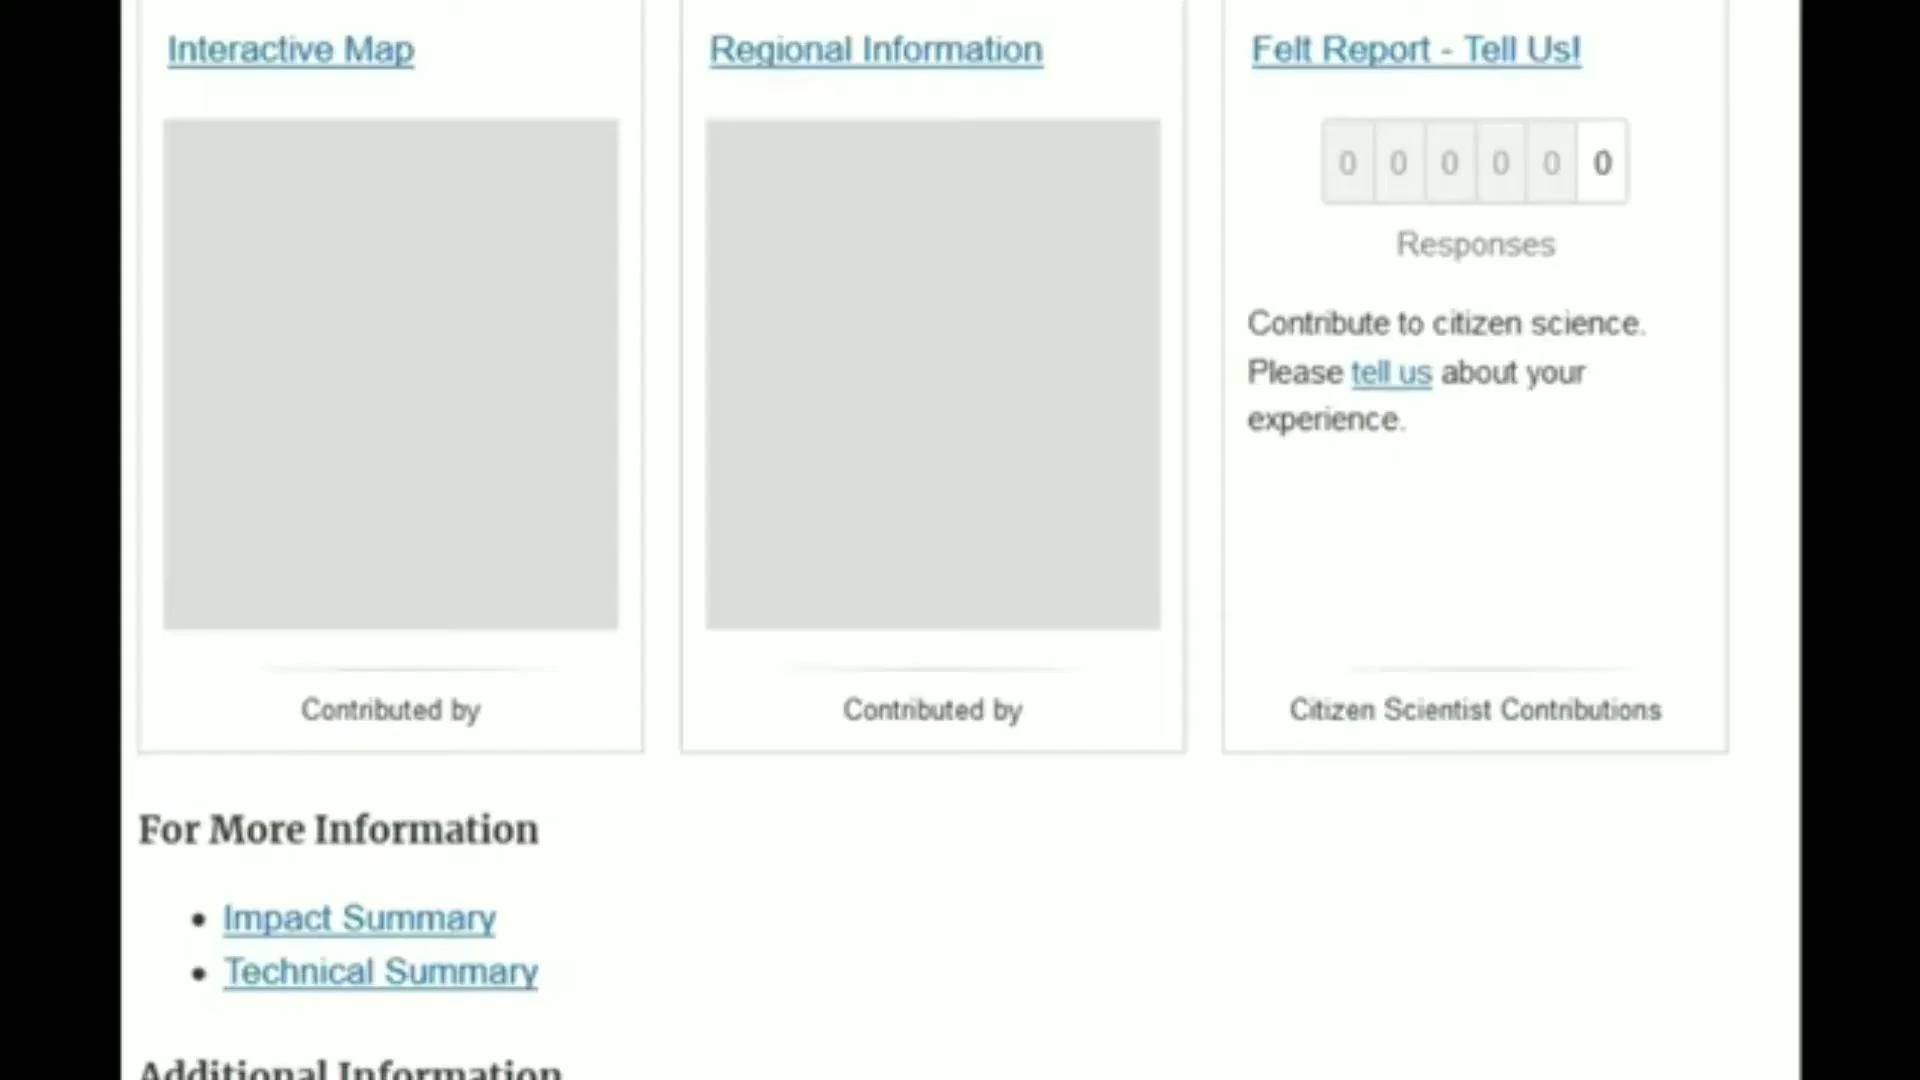 Interactive Map
Regional Information
Felt Report - Tell Us!
0 0 0 0 0 0
Responses
Contribute to citizen science.
Please tell us about your
experience.
Contributed by
Contributed by
Citizen Scientist Contributions
For More Information
Impact Summary
Technical Summary
Additional Information